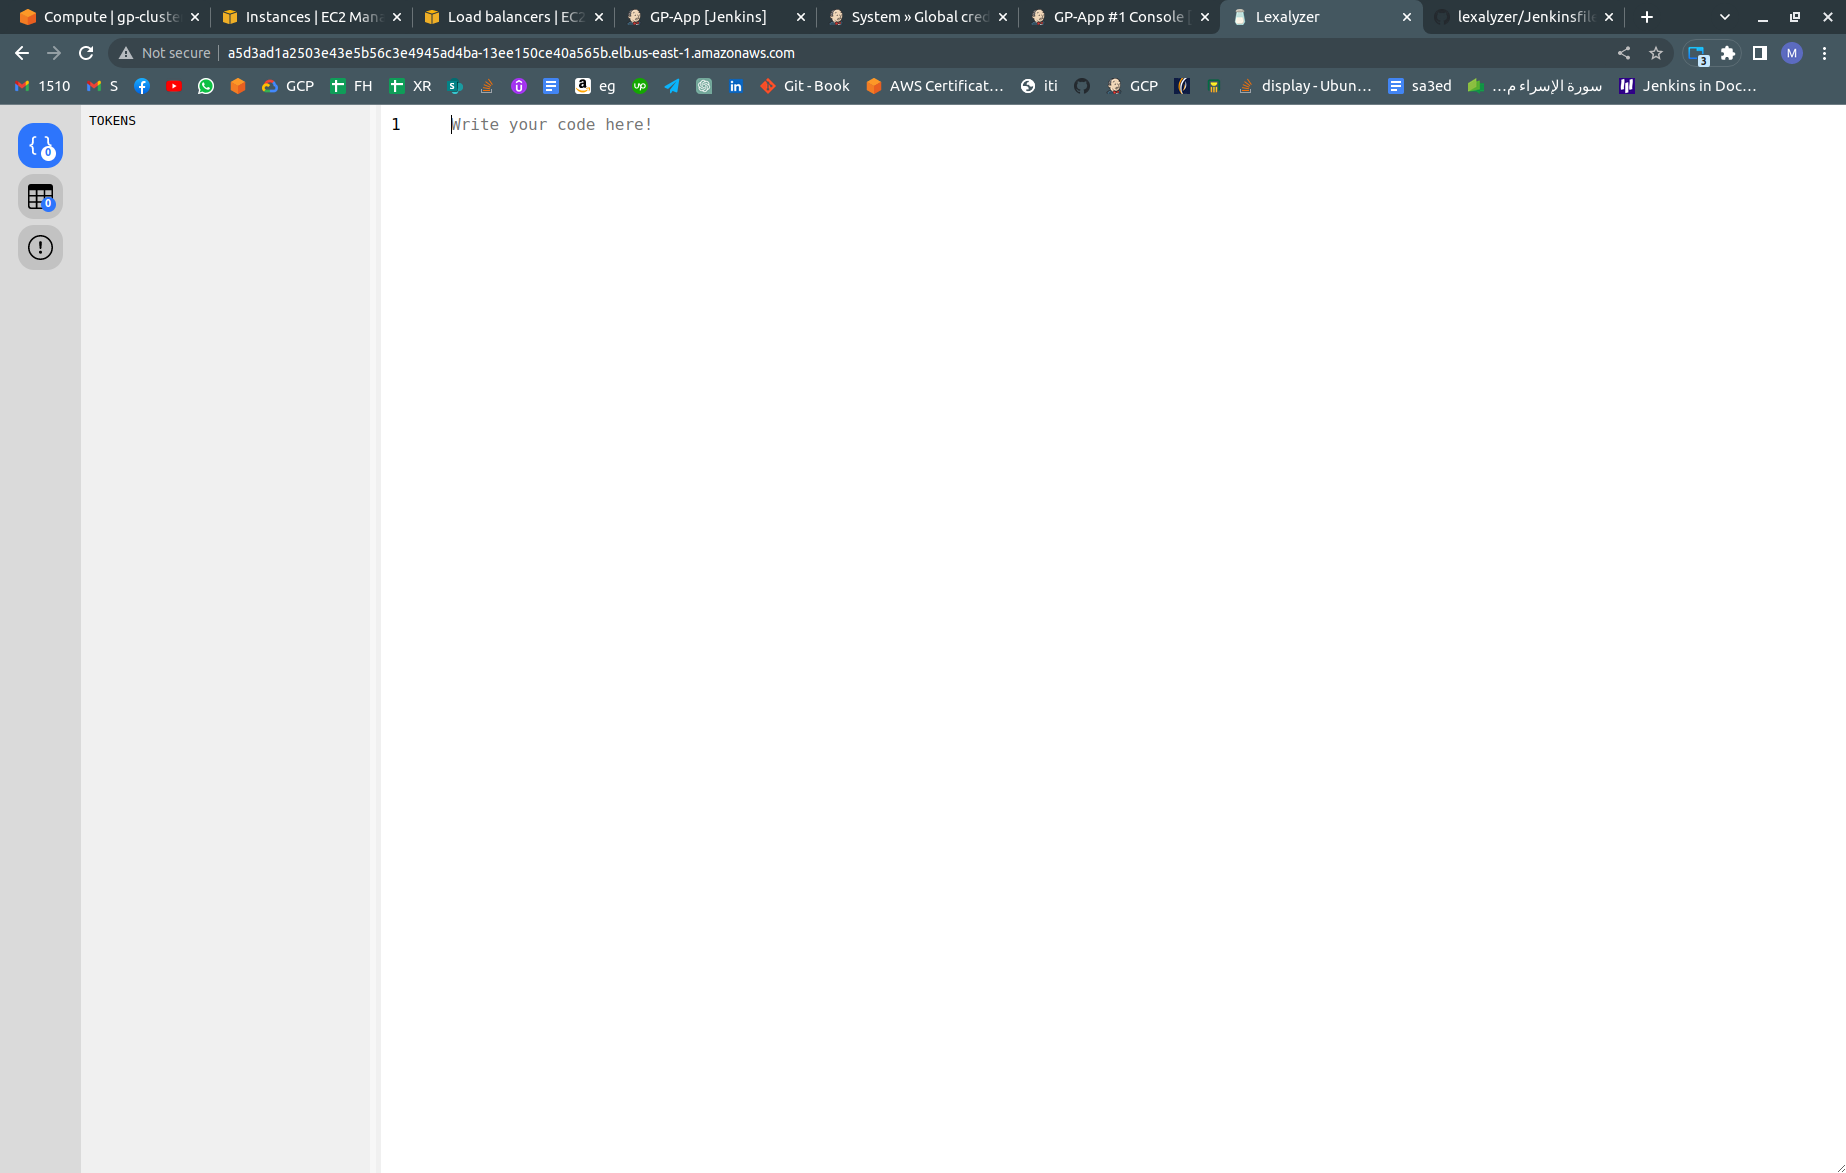 Compute | gp-cluste
Instances | EC2 Mana
Load balancers | EC2
GP-App [Jenkins]
System » Global cred
GP-App #1 Console [
Lexalyzer
lexalyzer/Jenkinsfile
Not secure
a5d3ad1a2503e43e5b56c3e4945ad4ba-13ee150ce40a565b.elb.us-east-1.amazonaws.com
3
M
1510
S
GCP
FH
XR
eg
Git - Book
AWS Certificat…
iti
GCP
display - Ubun…
sa3ed
سورة الإسراء م…
Jenkins in Doc…
{ }
0
TOKENS
1
Write your code here!
0